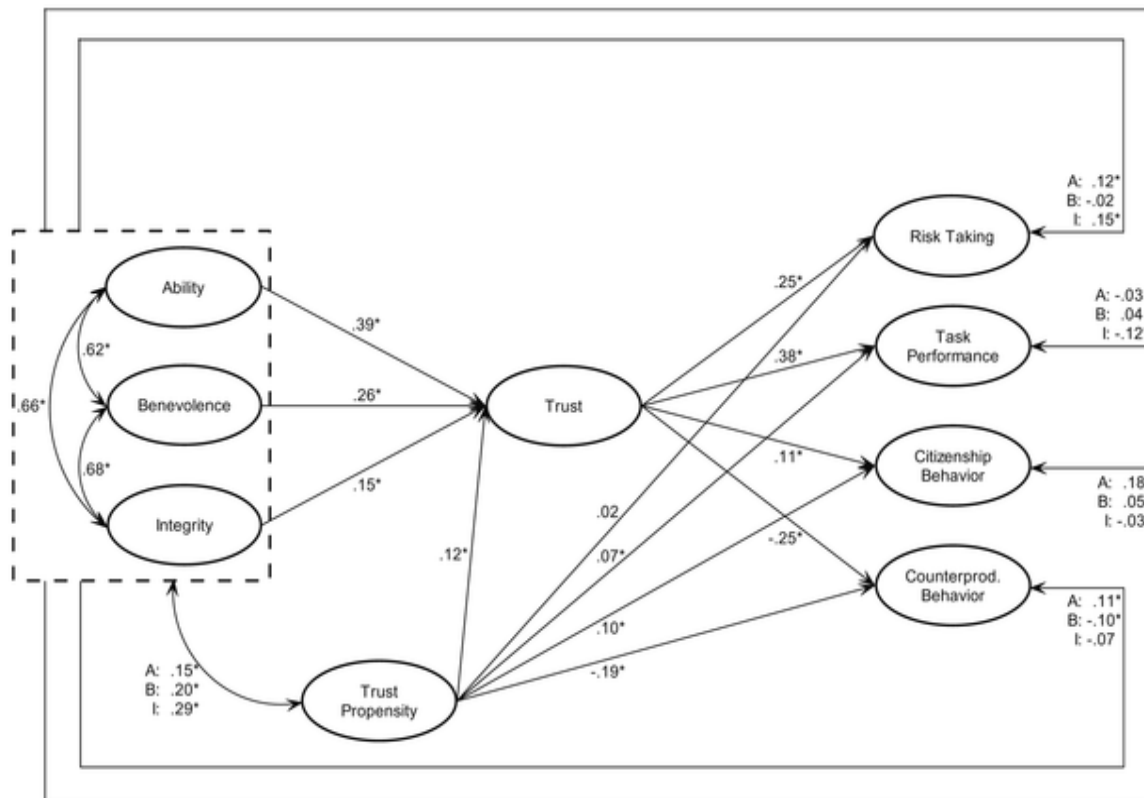 A: .12*
B: -.02
I: .15*
Risk Taking
Ability
.25*
A: -.03
B: .04
I: -.12
.39*
Task
Performance
.62*
.38*
.66*
Benevolence
.26*
Trust
.68*
.11*
Citizenship
Behavior
A: .18
B: .05
I: -.03
.15*
Integrity
.02
.12*
.07*
-.25*
Counterprod.
Behavior
A: .11*
B: -.10*
I: -.07
.10*
-.19*
A: .15*
B: .20*
I: .29*
Trust
Propensity